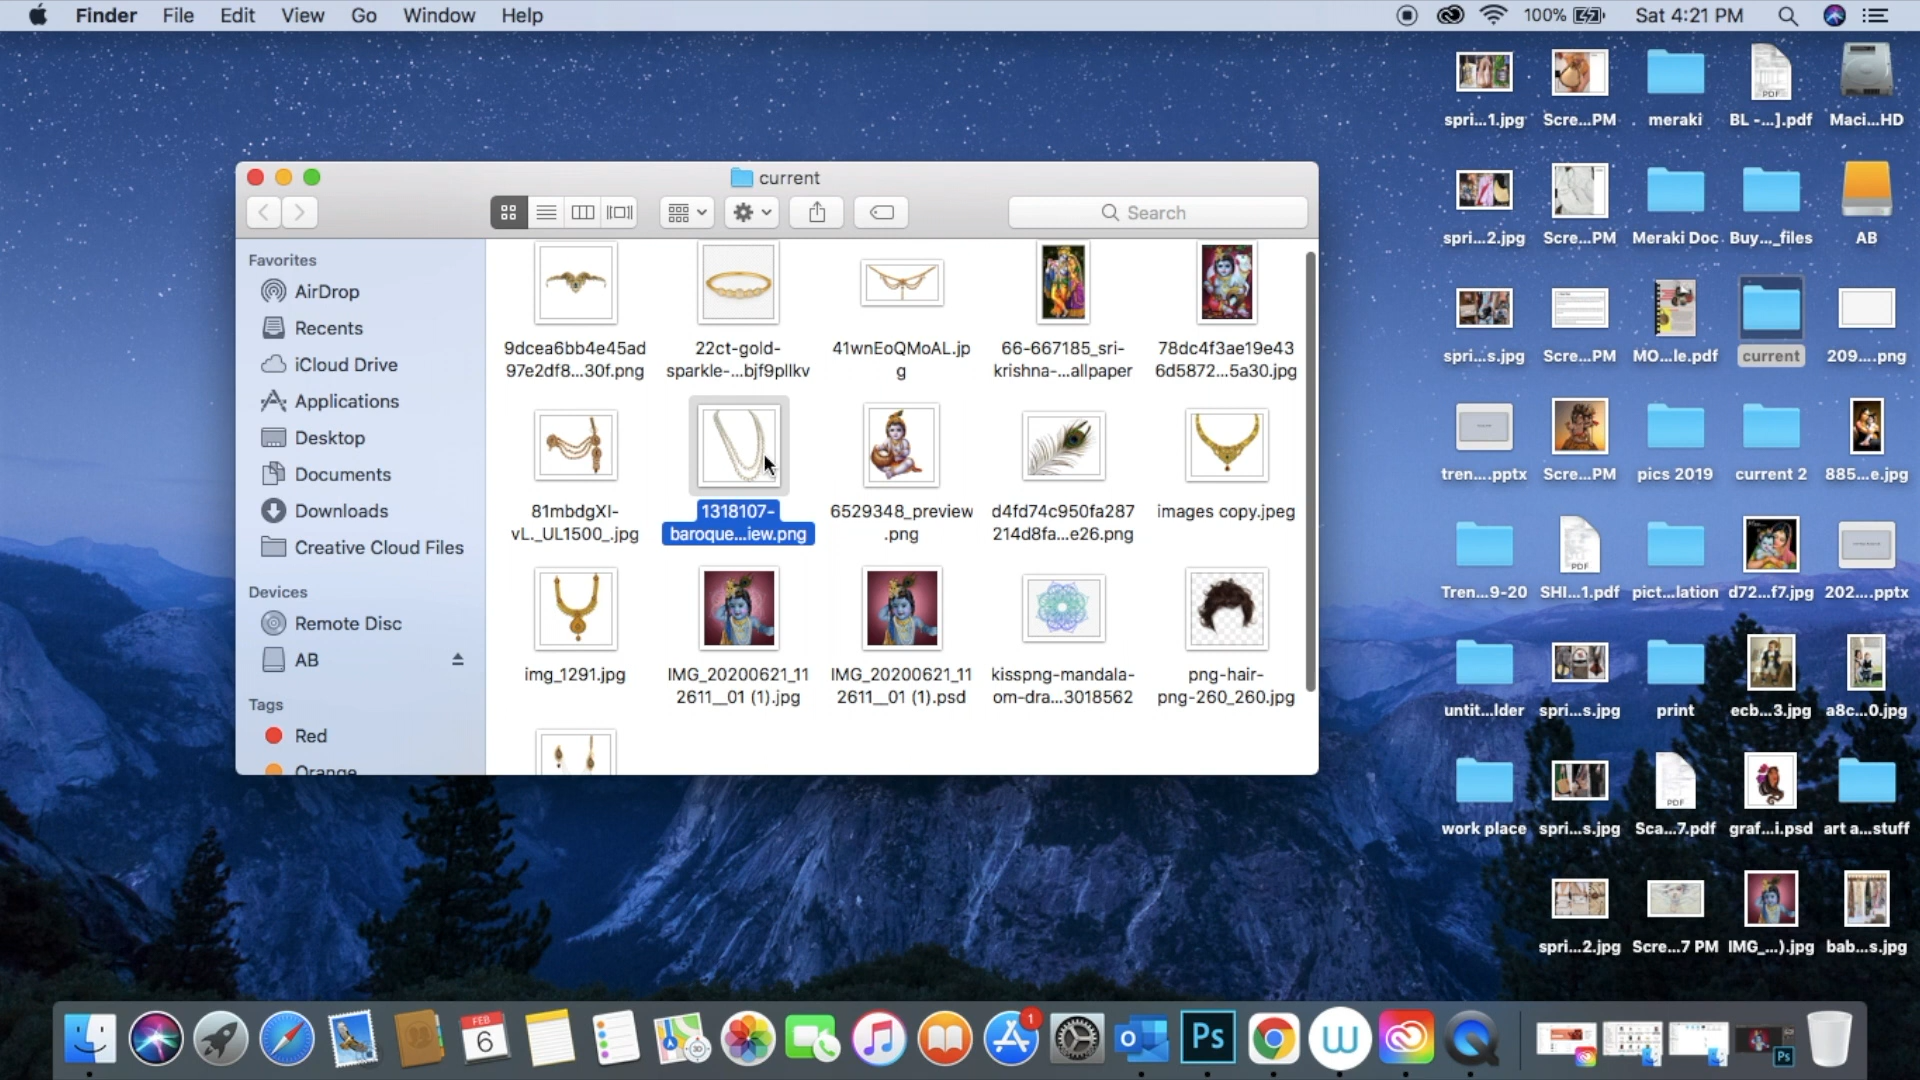 Finder File Edit View Go Window Help
100% Sat 4:21 PM
current
Search
Favorites
AirDrop
Recents
iCloud Drive
Applications
Desktop
Documents
Downloads
Creative Cloud Files
Devices
Remote Disc
AB
Tags
Red
Orange
9dcea6bb4e45ad
97e2df8...30f.png
22ct-gold-
sparkle-...bjf9pllkv
41wnEoQMoAL.jp
g
66-667185_sri-
krishna-...allpaper
78dc4f3ae19e43
6d5872...5a30.jpg
81mbdgXI-
vL._UL1500_.jpg
1318107-
baroque...iew.png
6529348_preview
.png
d4fd74c950fa287
214d8fa...e26.png
images copy.jpeg
img_1291.jpg
IMG_20200621_11
2611__01 (1).jpg
IMG_20200621_11
2611__01 (1).psd
kisspng-mandala-
om-dra...3018562
png-hair-
png-260_260.jpg
spri...1.jpg
Scre...PM
meraki
BL -...].pdf
Maci...HD
spri...2.jpg
Scre...PM
Meraki Doc
Buy..._files
AB
spri...s.jpg
Scre...PM
MO...le.pdf
current
209....png
tren....pptx
Scre...PM
pics 2019
current 2
885...e.jpg
Tren...9-20
SHI...1.pdf
pict...lation
d72...f7.jpg
202....pptx
untit...lder
spri...s.jpg
print
ecb...3.jpg
a8c...0.jpg
work place
spri...s.jpg
Sca...7.pdf
graf...i.psd
art a...stuff
spri...2.jpg
Scre...7 PM
IMG_...).jpg
bab...s.jpg
PDF
PDF
PDF
FEB
6
1
Ps
Ps